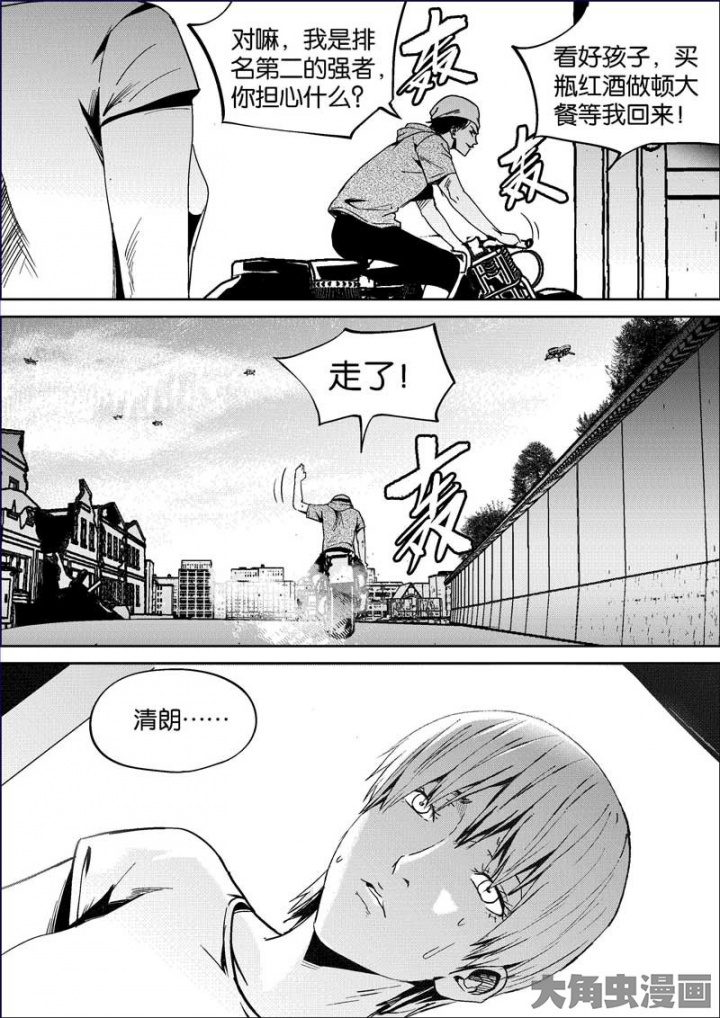 对嘛，我是排
名第二的强者，
你担心什么？
轰
看好孩子，买
瓶红酒做顿大
餐等我回来！
轰
走了！
轰
清朗……
大角虫漫画